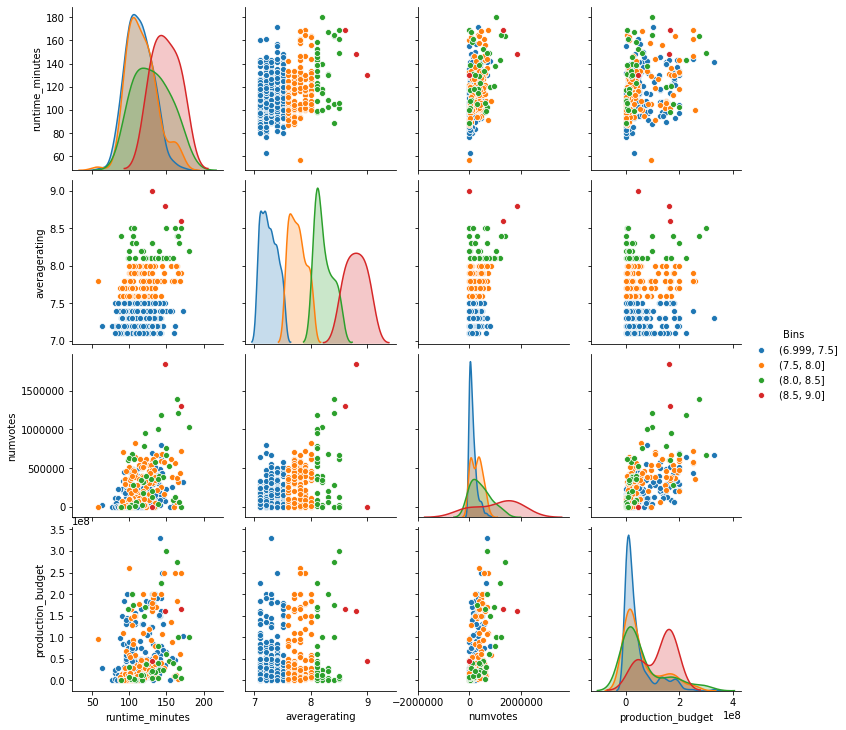 180
160
140
120
100
80
60
runtime_minutes
9.0
8.5
8.0
7.5
7.0
averagerating
Bins
(6.999, 7.5]
(7.5, 8.0]
(8.0, 8.5]
(8.5, 9.0]
1500000
1000000
500000
0
numvotes
1e8
3.5
3.0
2.5
2.0
1.5
1.0
0.5
0.0
production_budget
50 100 150 200
runtime_minutes
7 8 9
averagerating
−2000000 0 2000000
numvotes
0 2 4
1e8
production_budget